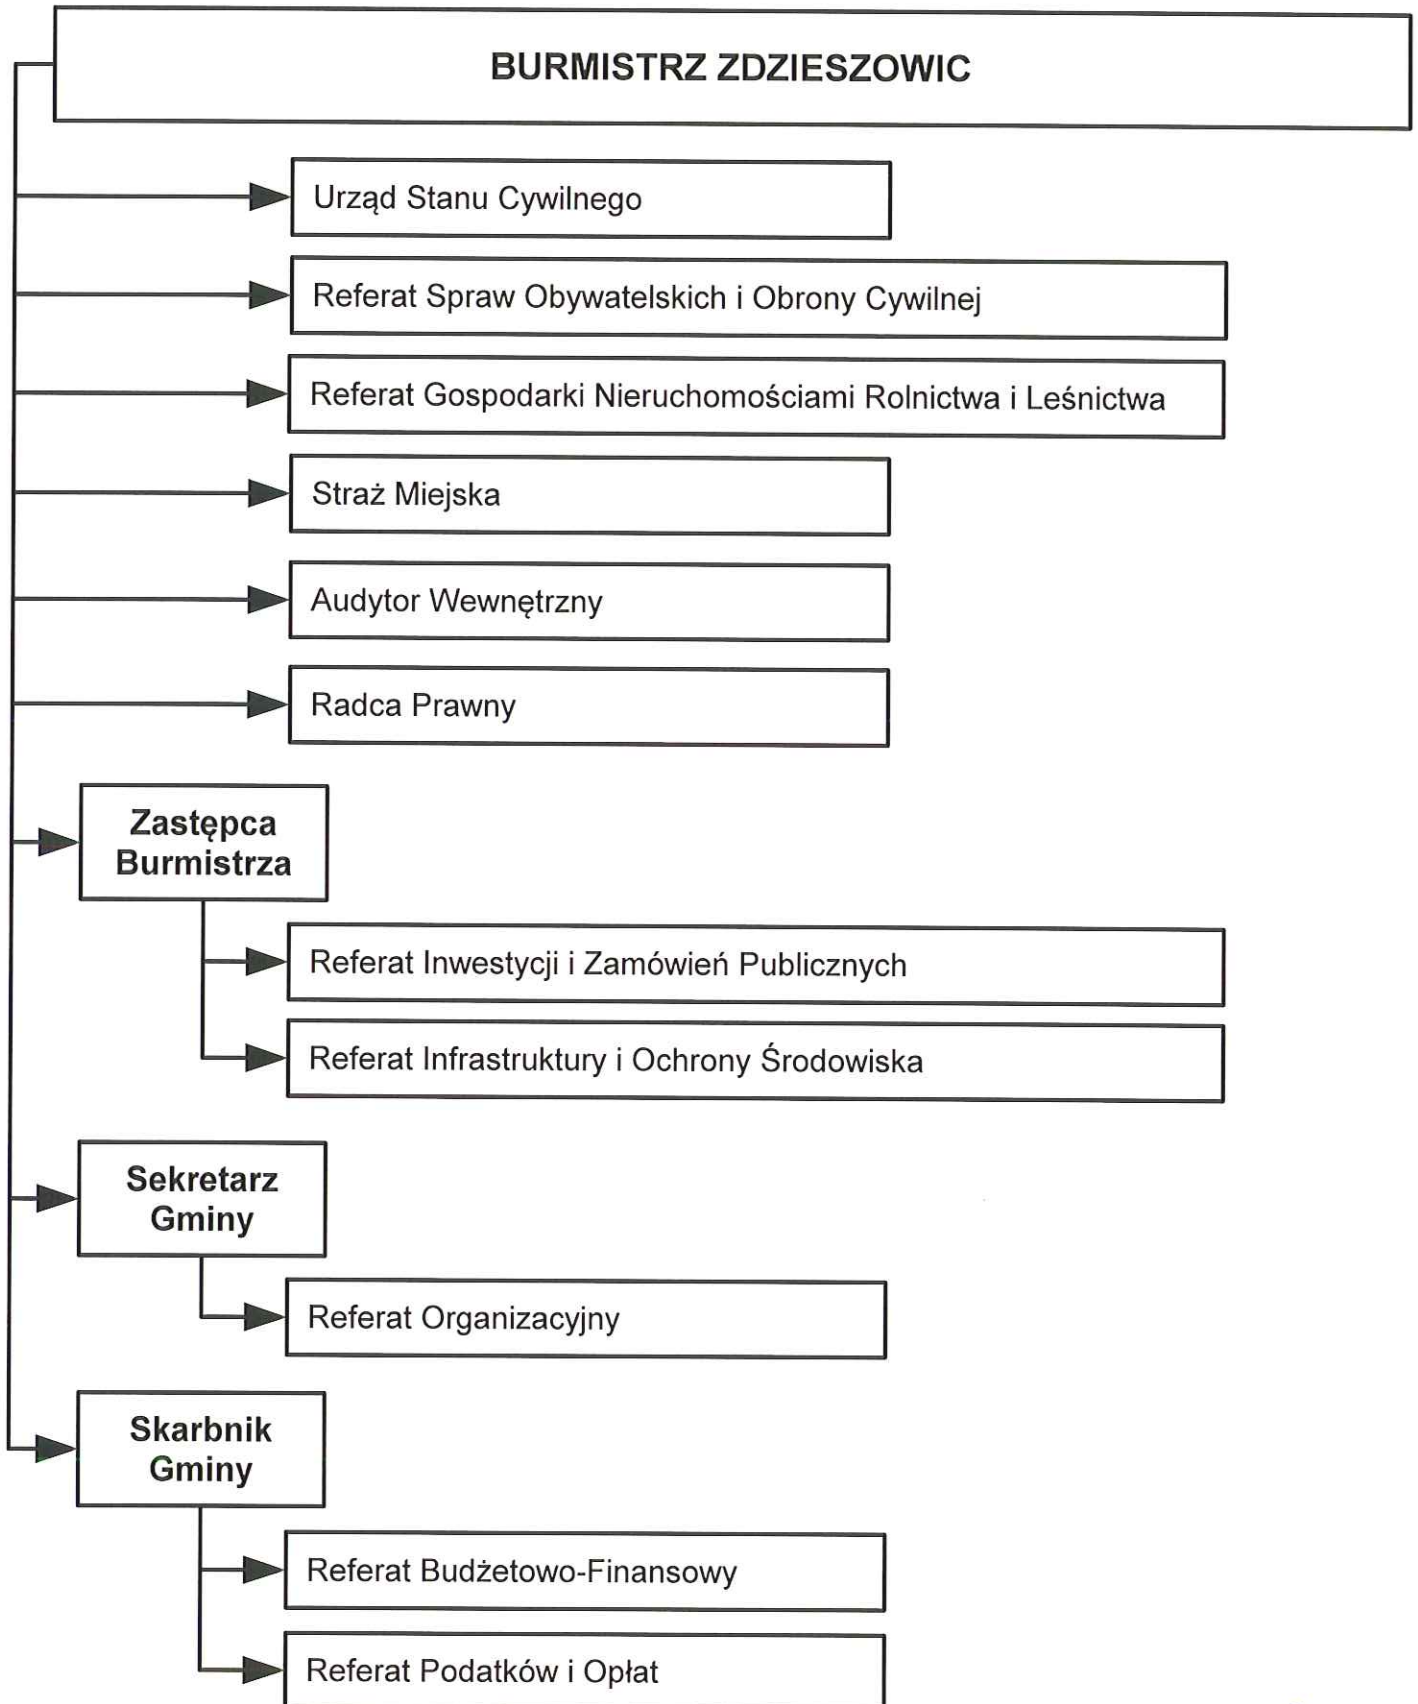 BURMISTRZ ZDZIESZOWIC
Urząd Stanu Cywilnego
Referat Spraw Obywatelskich i Obrony Cywilnej
Referat Gospodarki Nieruchomościami Rolnictwa i Leśnictwa
Straż Miejska
Audytor Wewnętrzny
Radca Prawny
Zastępca
Burmistrza
Referat Inwestycji i Zamówień Publicznych
Referat Infrastruktury i Ochrony Środowiska
Sekretarz
Gminy
Referat Organizacyjny
Skarbnik
Gminy
Referat Budżetowo-Finansowy
Referat Podatków i Opłat